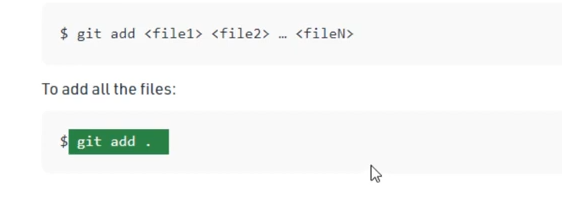 $ git add <file1> <file2> … <fileN>
To add all the files:
$ git add .